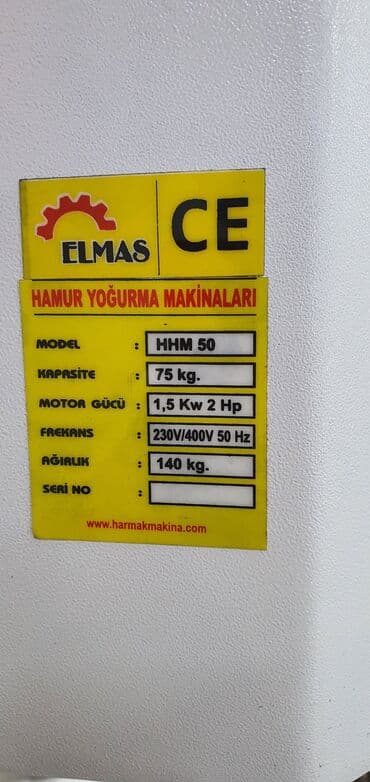 ELMAS
CE
HAMUR YOĞURMA MAKİNALARI
MODEL : HHM 50
KAPASİTE : 75 kg.
MOTOR GÜCÜ : 1,5 Kw 2 Hp
FREKANS : 230V/400V 50 Hz
AĞIRLIK : 140 kg.
SERİ NO :
www.harmakmakina.com